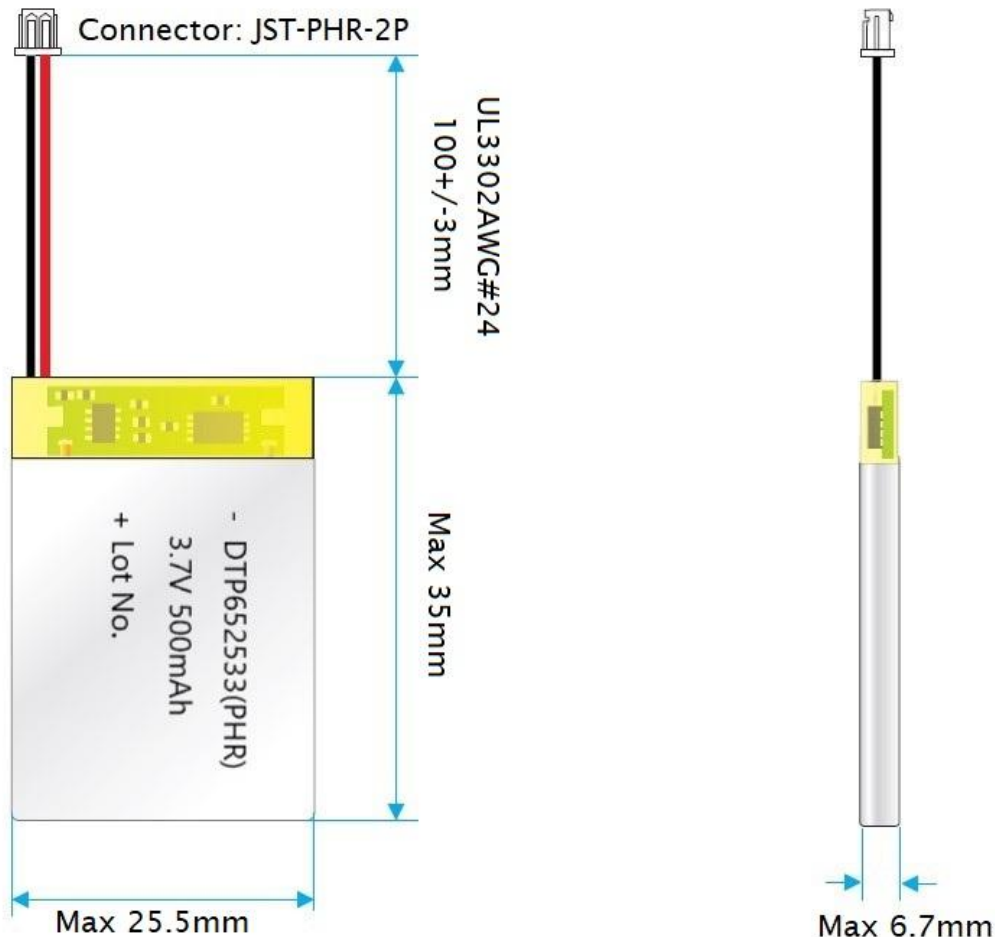 Connector: JST-PHR-2P
UL3302AWG#24
100+/-3mm
- DTP652533(PHR)
3.7V 500mAh
+ Lot No.
Max 35mm
Max 25.5mm
Max 6.7mm